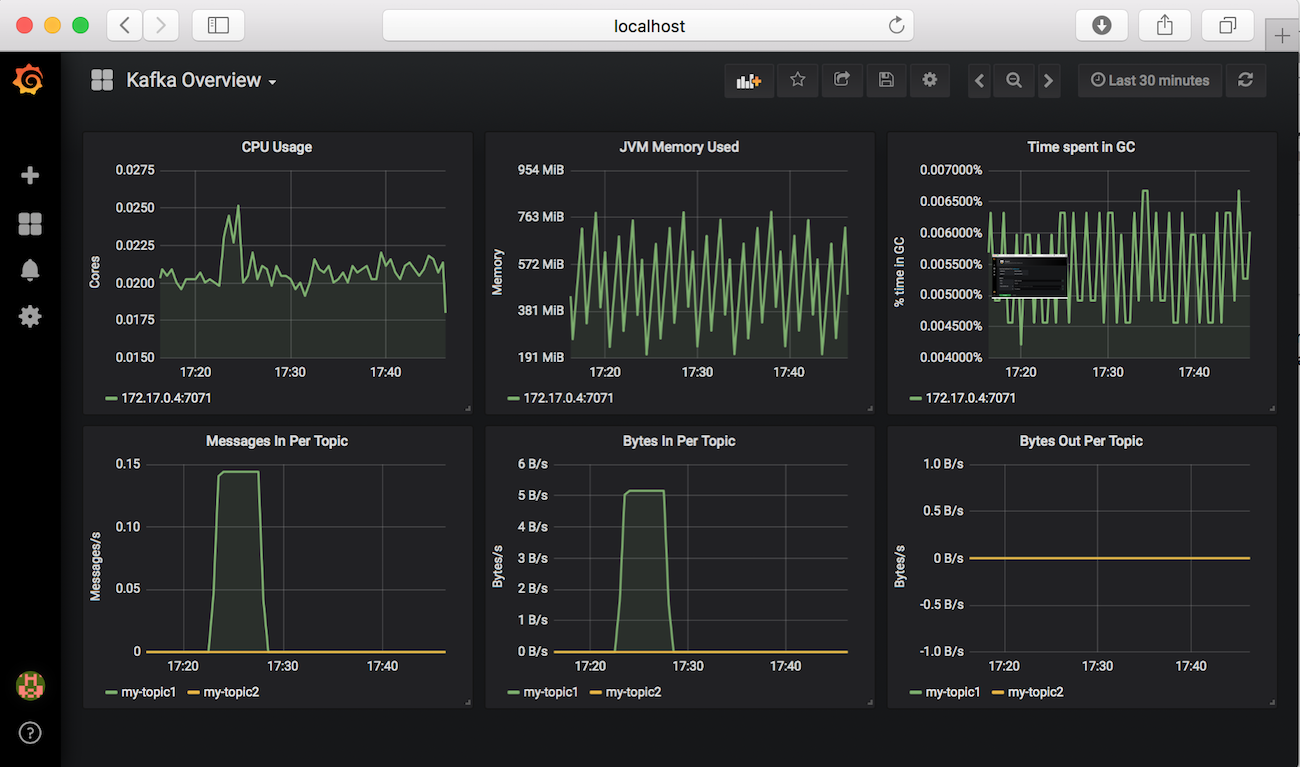 localhost
Kafka Overview
Last 30 minutes
CPU Usage
0.0275
0.0250
0.0225
0.0200
0.0175
0.0150
Cores
17:20 17:30 17:40
172.17.0.4:7071
JVM Memory Used
954 MiB
763 MiB
572 MiB
381 MiB
191 MiB
Memory
17:20 17:30 17:40
172.17.0.4:7071
Time spent in GC
0.007000%
0.006500%
0.006000%
0.005500%
0.005000%
0.004500%
0.004000%
% time in GC
17:20 17:30 17:40
172.17.0.4:7071
Messages In Per Topic
0.15
0.10
0.05
0
Messages/s
17:20 17:30 17:40
my-topic1 my-topic2
Bytes In Per Topic
6 B/s
5 B/s
4 B/s
3 B/s
2 B/s
1 B/s
0 B/s
Bytes/s
17:20 17:30 17:40
my-topic1 my-topic2
Bytes Out Per Topic
1.0 B/s
0.5 B/s
0 B/s
-0.5 B/s
-1.0 B/s
Bytes/s
17:20 17:30 17:40
my-topic1 my-topic2